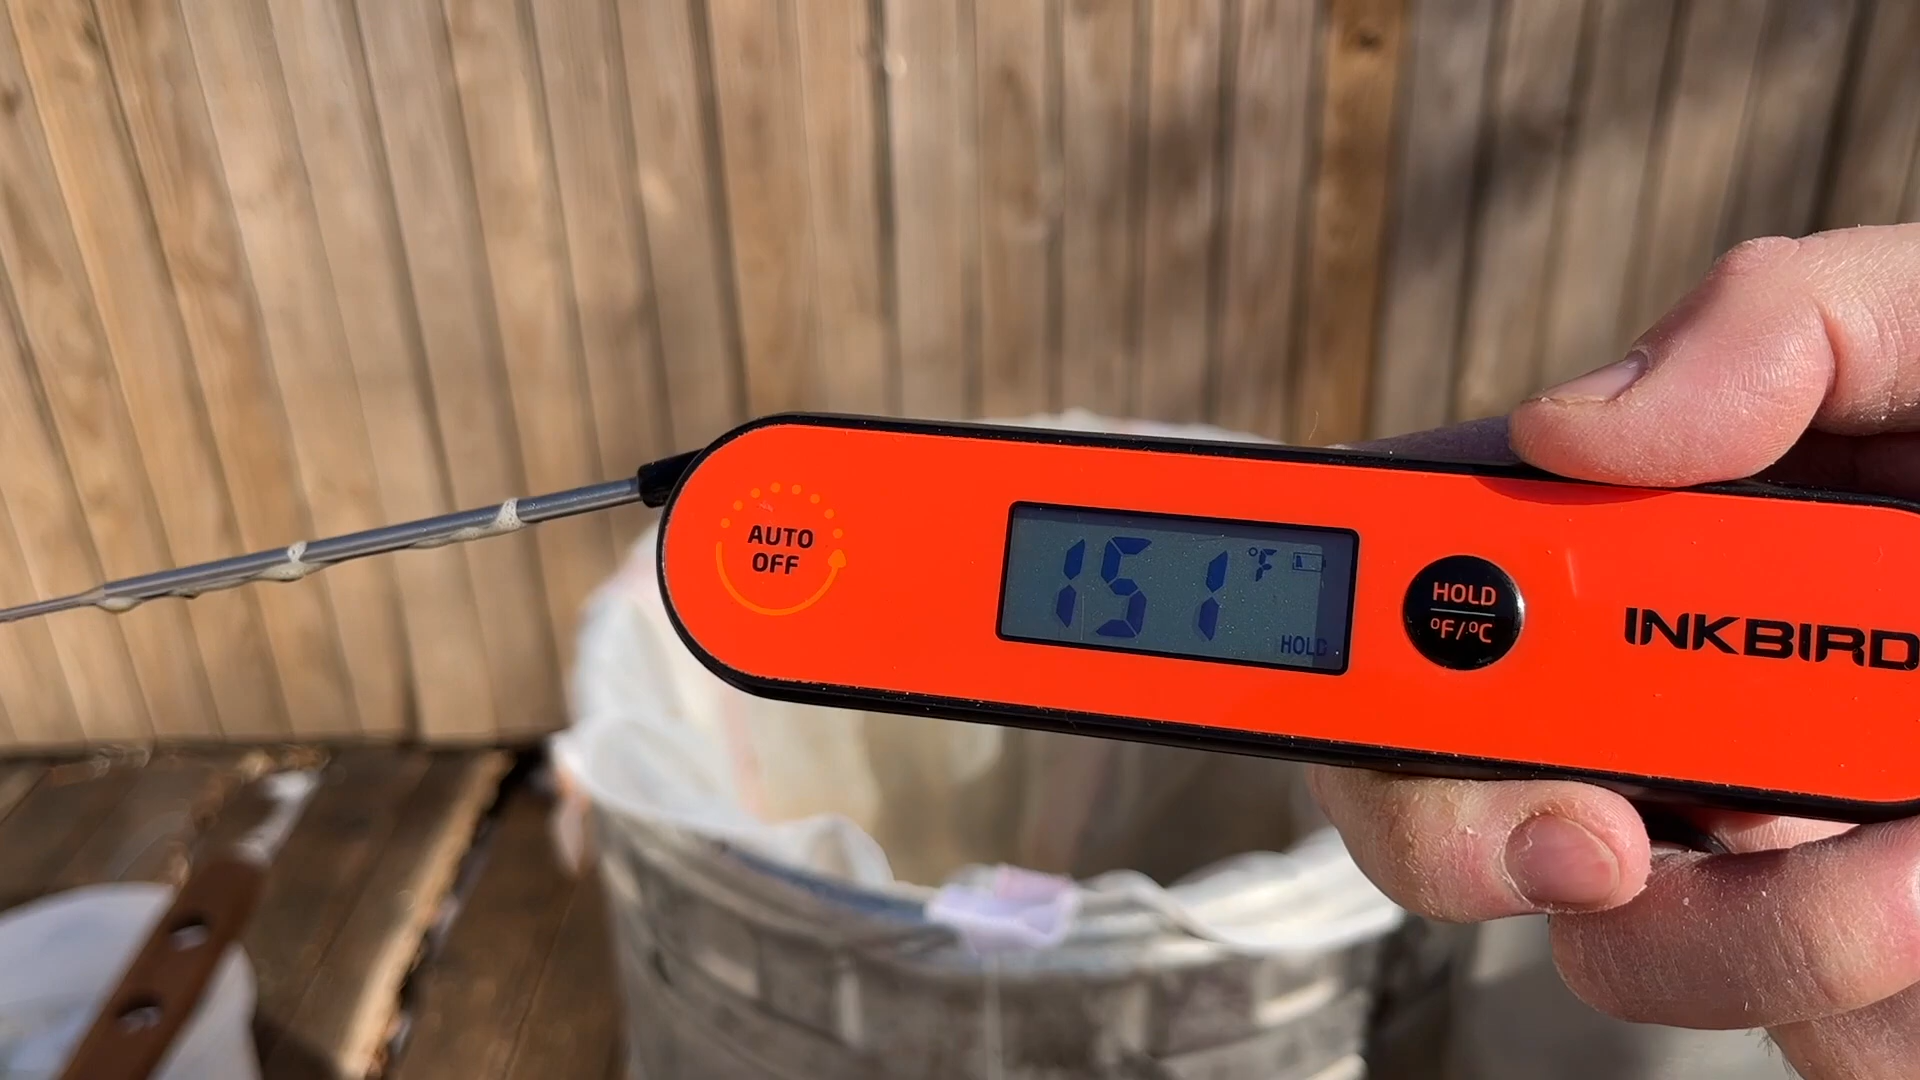 AUTO
OFF
151 °F
HOLD
HOLD
°F/°C
INKBIRD